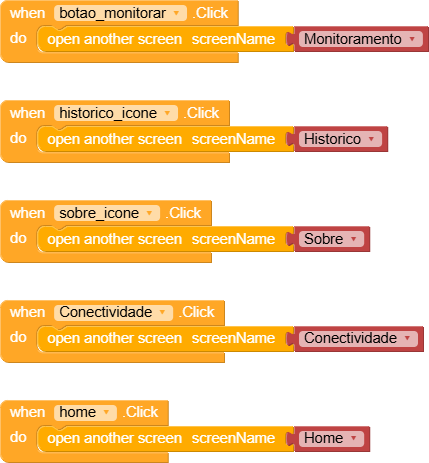 when botao_monitorar .Click
do open another screen screenName Monitoramento
when historico_icone .Click
do open another screen screenName Historico
when sobre_icone .Click
do open another screen screenName Sobre
when Conectividade .Click
do open another screen screenName Conectividade
when home .Click
do open another screen screenName Home